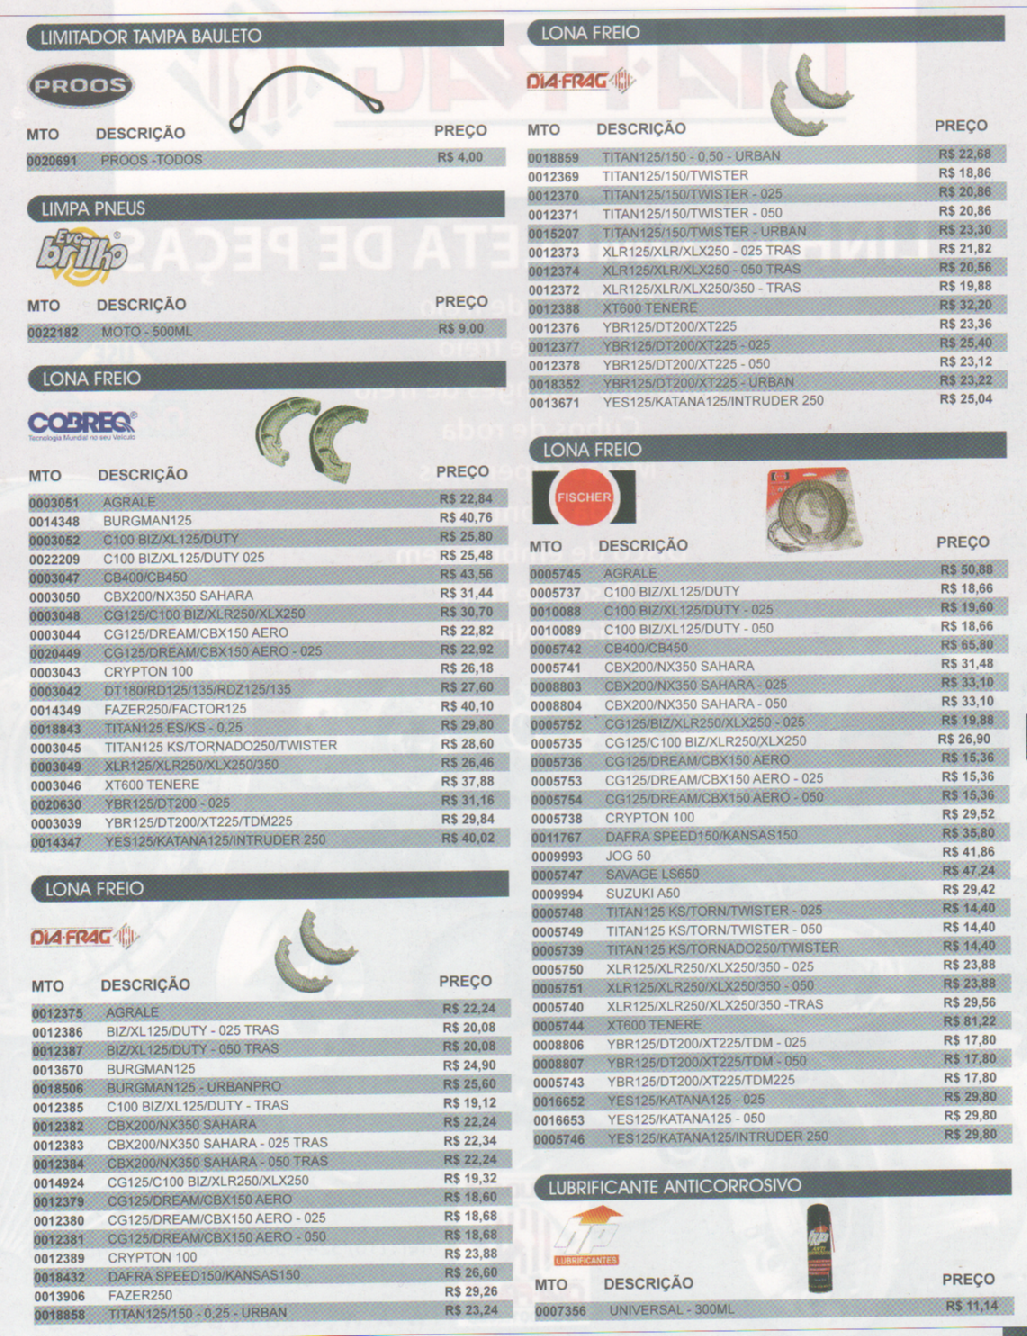 LIMITADOR TAMPA BAULETO
PROOS
MTO DESCRIÇÃO PREÇO
0020691 PROOS -TODOS R$ 4,00
LIMPA PNEUS
Evo brilho
MTO DESCRIÇÃO PREÇO
0022182 MOTO - 500ML R$ 9,00
LONA FREIO
COBREQ
Tecnologia Mundial no seu Veículo
MTO DESCRIÇÃO PREÇO
0003051 AGRALE R$ 22,84
0014348 BURGMAN125 R$ 40,76
0003052 C100 BIZ/XL125/DUTY R$ 25,80
0022209 C100 BIZ/XL125/DUTY 025 R$ 25,48
0003047 CB400/CB450 R$ 43,56
0003050 CBX200/NX350 SAHARA R$ 31,44
0003048 CG125/C100 BIZ/XLR250/XLX250 R$ 30,70
0003044 CG125/DREAM/CBX150 AERO R$ 22,82
0020449 CG125/DREAM/CBX150 AERO - 025 R$ 22,92
0003043 CRYPTON 100 R$ 26,18
0003042 DT180/RD125/135/RDZ125/135 R$ 27,60
0014349 FAZER250/FACTOR125 R$ 40,10
0018843 TITAN125 ES/KS - 0,25 R$ 29,80
0003045 TITAN125 KS/TORNADO250/TWISTER R$ 28,60
0003049 XLR125/XLR250/XLX250/350 R$ 26,46
0003046 XT600 TENERE R$ 37,88
0020630 YBR125/DT200 - 025 R$ 31,16
0003039 YBR125/DT200/XT225/TDM225 R$ 29,84
0014347 YES125/KATANA125/INTRUDER 250 R$ 40,02
LONA FREIO
DIA-FRAG
MTO DESCRIÇÃO PREÇO
0012375 AGRALE R$ 22,24
0012386 BIZ/XL125/DUTY - 025 TRAS R$ 20,08
0012387 BIZ/XL125/DUTY - 050 TRAS R$ 20,08
0013670 BURGMAN125 R$ 24,90
0018506 BURGMAN125 - URBANPRO R$ 25,60
0012385 C100 BIZ/XL125/DUTY - TRAS R$ 19,12
0012382 CBX200/NX350 SAHARA R$ 22,24
0012383 CBX200/NX350 SAHARA - 025 TRAS R$ 22,34
0012384 CBX200/NX350 SAHARA - 050 TRAS R$ 22,24
0014924 CG125/C100 BIZ/XLR250/XLX250 R$ 19,32
0012379 CG125/DREAM/CBX150 AERO R$ 18,60
0012380 CG125/DREAM/CBX150 AERO - 025 R$ 18,68
0012381 CG125/DREAM/CBX150 AERO - 050 R$ 18,68
0012389 CRYPTON 100 R$ 23,88
0018432 DAFRA SPEED150/KANSAS150 R$ 26,60
0013906 FAZER250 R$ 29,26
0018858 TITAN125/150 - 0,25 - URBAN R$ 23,24
LONA FREIO
DIA-FRAG
MTO DESCRIÇÃO PREÇO
0018859 TITAN125/150 - 0,50 - URBAN R$ 22,68
0012369 TITAN125/150/TWISTER R$ 18,86
0012370 TITAN125/150/TWISTER - 025 R$ 20,86
0012371 TITAN125/150/TWISTER - 050 R$ 20,86
0015207 TITAN125/150/TWISTER - URBAN R$ 23,30
0012373 XLR125/XLR/XLX250 - 025 TRAS R$ 21,82
0012374 XLR125/XLR/XLX250 - 050 TRAS R$ 20,56
0012372 XLR125/XLR/XLX250/350 - TRAS R$ 19,88
0012388 XT600 TENERE R$ 32,20
0012376 YBR125/DT200/XT225 R$ 23,36
0012377 YBR125/DT200/XT225 - 025 R$ 25,40
0012378 YBR125/DT200/XT225 - 050 R$ 23,12
0018352 YBR125/DT200/XT225 - URBAN R$ 23,22
0013671 YES125/KATANA125/INTRUDER 250 R$ 25,04
LONA FREIO
FISCHER
MTO DESCRIÇÃO PREÇO
0005745 AGRALE R$ 50,88
0005737 C100 BIZ/XL125/DUTY R$ 18,66
0010088 C100 BIZ/XL125/DUTY - 025 R$ 19,60
0010089 C100 BIZ/XL125/DUTY - 050 R$ 18,66
0005742 CB400/CB450 R$ 65,80
0005741 CBX200/NX350 SAHARA R$ 31,48
0008803 CBX200/NX350 SAHARA - 025 R$ 33,10
0008804 CBX200/NX350 SAHARA - 050 R$ 33,10
0005752 CG125/BIZ/XLR250/XLX250 - 025 R$ 19,88
0005735 CG125/C100 BIZ/XLR250/XLX250 R$ 26,90
0005736 CG125/DREAM/CBX150 AERO R$ 15,36
0005753 CG125/DREAM/CBX150 AERO - 025 R$ 15,36
0005754 CG125/DREAM/CBX150 AERO - 050 R$ 15,36
0005738 CRYPTON 100 R$ 29,52
0011767 DAFRA SPEED150/KANSAS150 R$ 35,80
0009993 JOG 50 R$ 41,86
0005747 SAVAGE LS650 R$ 47,24
0009994 SUZUKI A50 R$ 29,42
0005748 TITAN125 KS/TORN/TWISTER - 025 R$ 14,40
0005749 TITAN125 KS/TORN/TWISTER - 050 R$ 14,40
0005739 TITAN125 KS/TORNADO250/TWISTER R$ 14,40
0005750 XLR125/XLR250/XLX250/350 - 025 R$ 23,88
0005751 XLR125/XLR250/XLX250/350 - 050 R$ 23,88
0005740 XLR125/XLR250/XLX250/350 -TRAS R$ 29,56
0005744 XT600 TENERE R$ 81,22
0008806 YBR125/DT200/XT225/TDM - 025 R$ 17,80
0008807 YBR125/DT200/XT225/TDM - 050 R$ 17,80
0005743 YBR125/DT200/XT225/TDM225 R$ 17,80
0016652 YES125/KATANA125 - 025 R$ 29,80
0016653 YES125/KATANA125 - 050 R$ 29,80
0005746 YES125/KATANA125/INTRUDER 250 R$ 29,80
LUBRIFICANTE ANTICORROSIVO
hp
LUBRIFICANTES
MTO DESCRIÇÃO PREÇO
0007356 UNIVERSAL - 300ML R$ 11,14